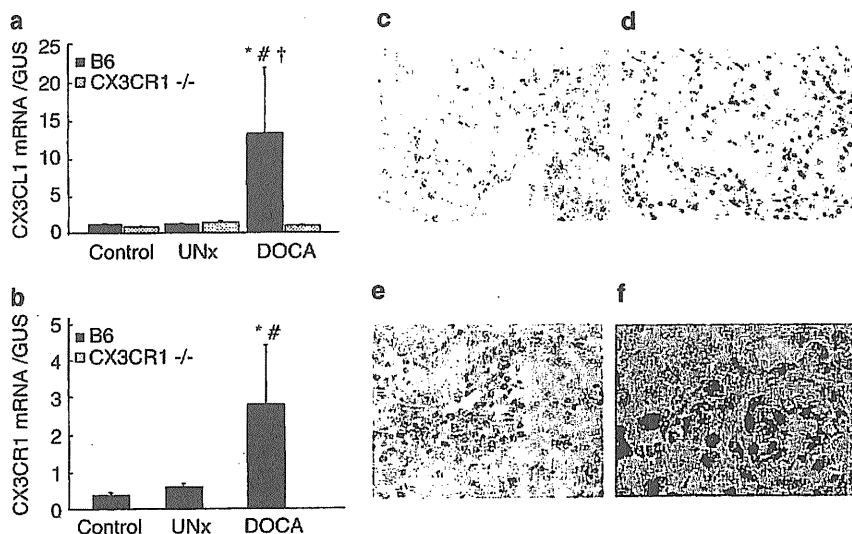 a
CX3CL1 mRNA /GUS
25
20
15
10
5
0
B6
CX3CR1 -/-
* # †
Control UNx DOCA
b
CX3CR1 mRNA /GUS
5
4
3
2
1
0
B6
CX3CR1 -/-
* #
Control UNx DOCA
c
d
e
f